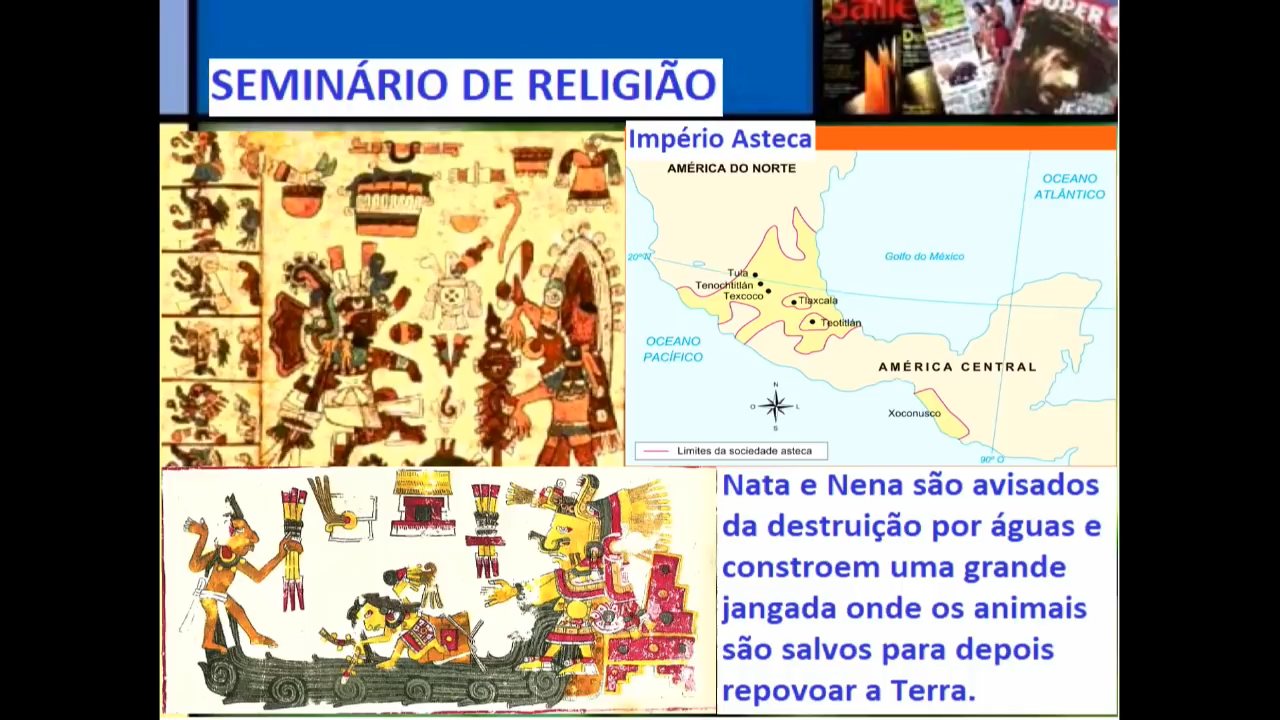 SEMINÁRIO DE RELIGIÃO
SUPER
Império Asteca
AMÉRICA DO NORTE
OCEANO
ATLÂNTICO
Golfo do México
Tula
Tenochtitlán
Texcoco
Tlaxcala
Teotitlán
OCEANO
PACÍFICO
AMÉRICA CENTRAL
Xoconusco
N
O
L
S
Limites da sociedade asteca
90º O
Nata e Nena são avisados
da destruição por águas e
constroem uma grande
jangada onde os animais
são salvos para depois
repovoar a Terra.